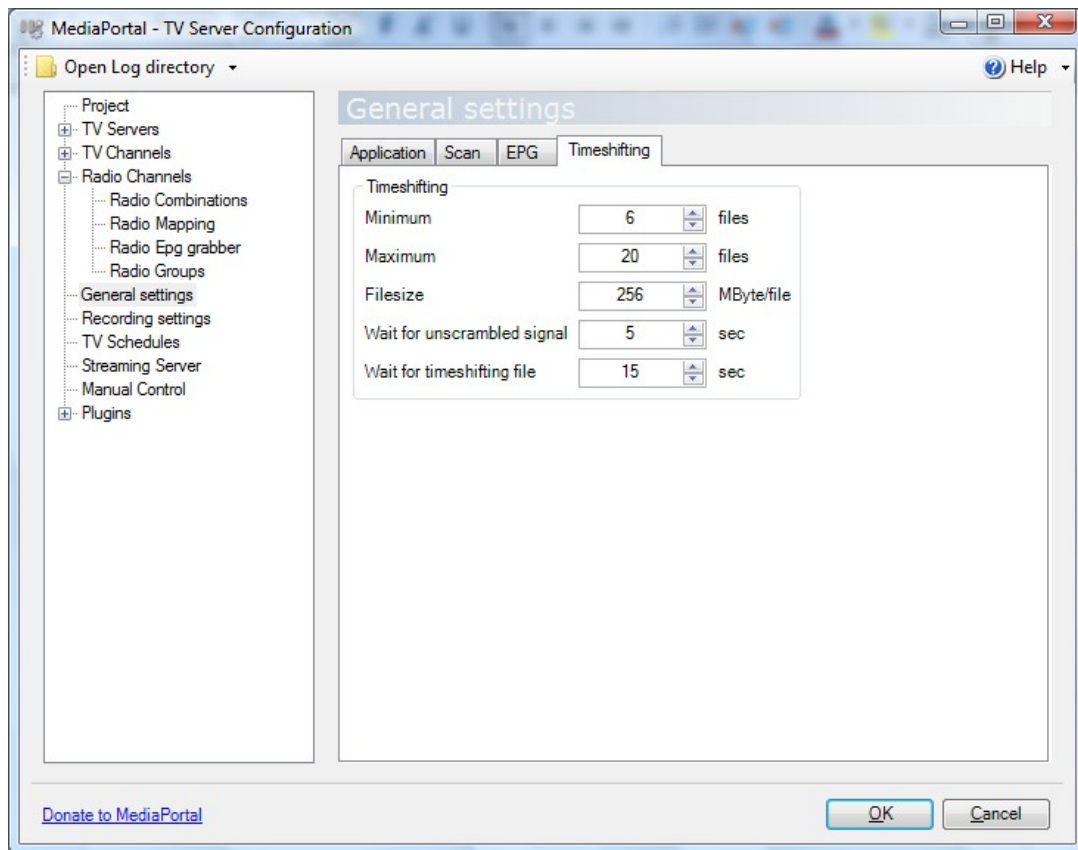 MediaPortal - TV Server Configuration
Open Log directory
Help
Project
TV Servers
TV Channels
Radio Channels
Radio Combinations
Radio Mapping
Radio Epg grabber
Radio Groups
General settings
Recording settings
TV Schedules
Streaming Server
Manual Control
Plugins
General settings
Application Scan EPG Timeshifting
Timeshifting
Minimum 6 files
Maximum 20 files
Filesize 256 MByte/file
Wait for unscrambled signal 5 sec
Wait for timeshifting file 15 sec
Donate to MediaPortal
OK Cancel